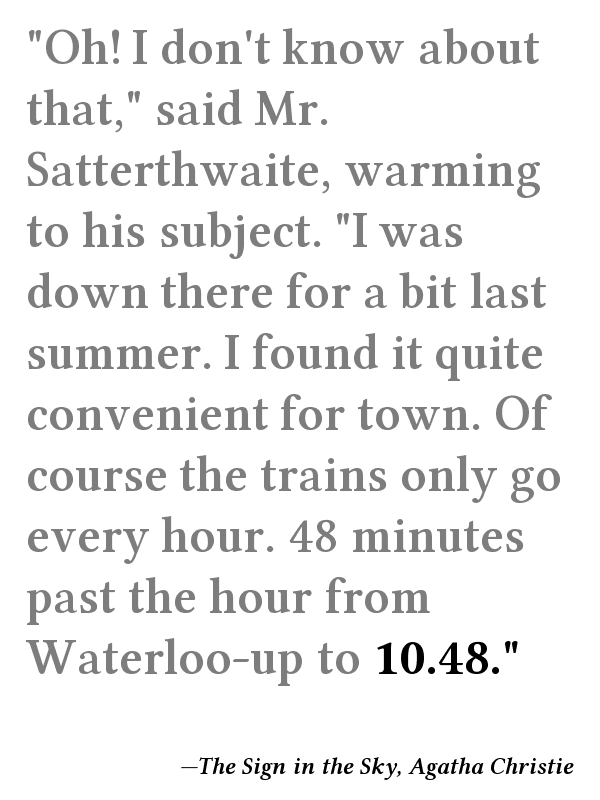 "Oh! I don't know about
that," said Mr.
Satterthwaite, warming
to his subject. "I was
down there for a bit last
summer. I found it quite
convenient for town. Of
course the trains only go
every hour. 48 minutes
past the hour from
Waterloo-up to 10.48."
—The Sign in the Sky, Agatha Christie